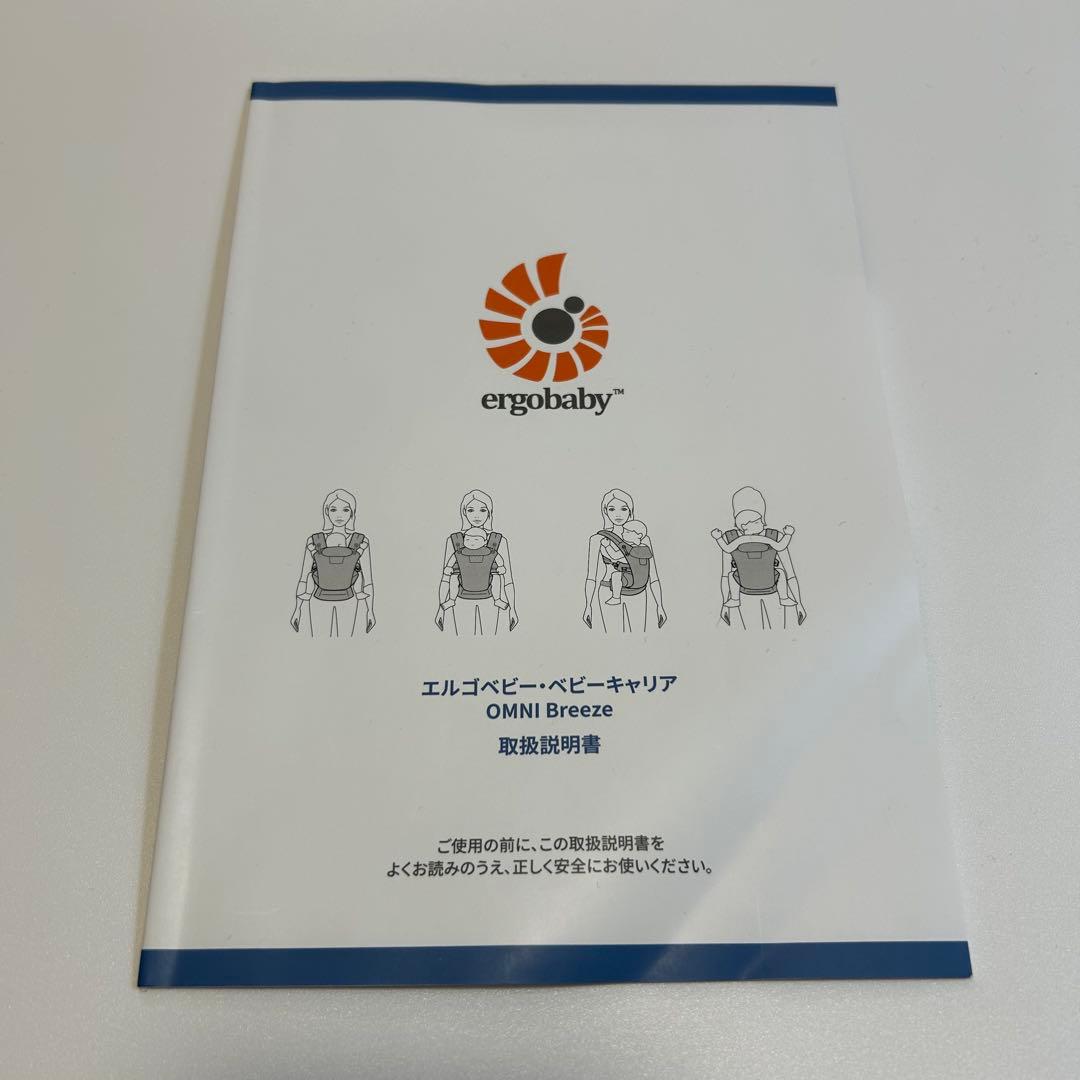 ergobaby™
エルゴベビー・ベビーキャリア
OMNI Breeze
取扱説明書
ご使用の前に、この取扱説明書を
よくお読みのうえ、正しく安全にお使いください。